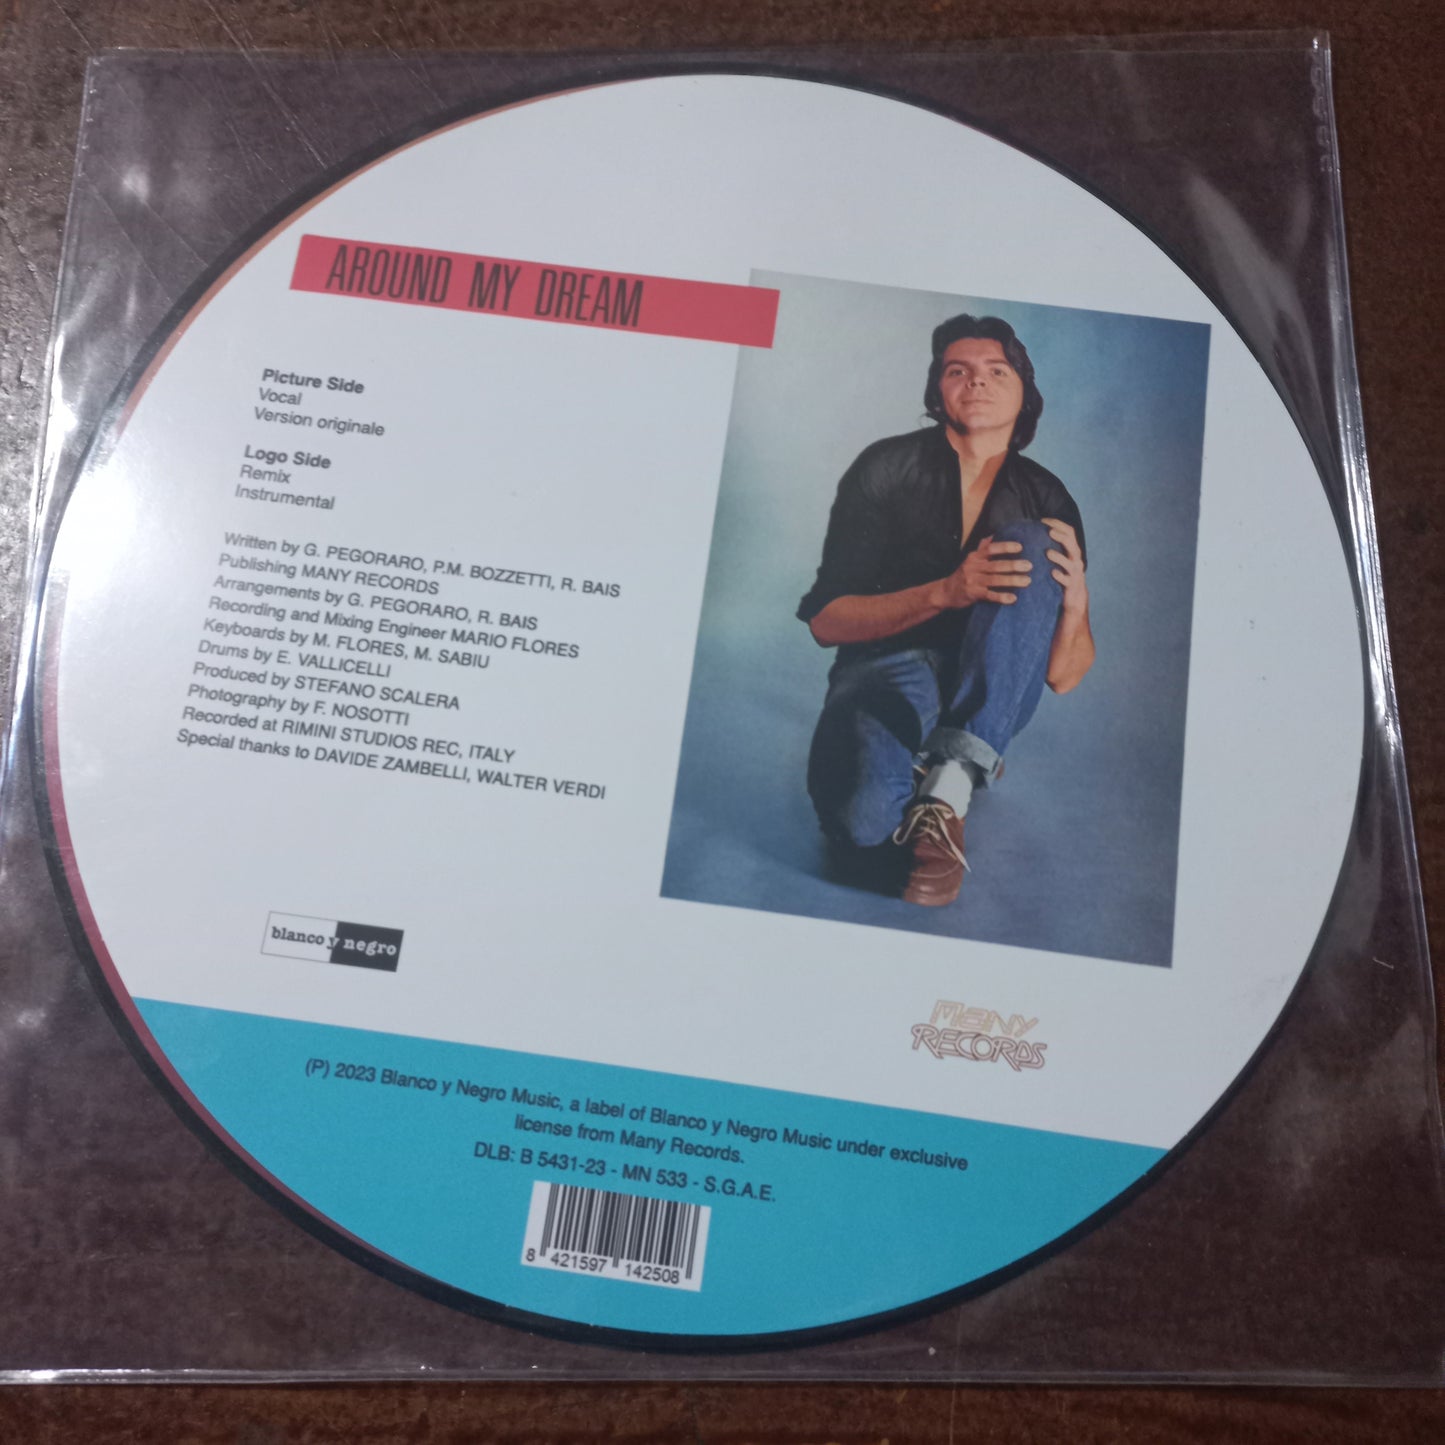 AROUND MY DREAM
Picture Side
Vocal
Version originale
Logo Side
Remix
Instrumental
Written by G. PEGORARO, P.M. BOZZETTI, R. BAIS
Publishing MANY RECORDS
Arrangements by G. PEGORARO, R. BAIS
Recording and Mixing Engineer MARIO FLORES
Keyboards by M. FLORES, M. SABIU
Drums by E. VALLICELLI
Produced by STEFANO SCALERA
Photography by F. NOSOTTI
Recorded at RIMINI STUDIOS REC, ITALY
Special thanks to DAVIDE ZAMBELLI, WALTER VERDI
blanco y negro
MANY
RECORDS
(P) 2023 Blanco y Negro Music, a label of Blanco y Negro Music under exclusive
license from Many Records.
DLB: B 5431-23 - MN 533 - S.G.A.E.
8 421597 142508